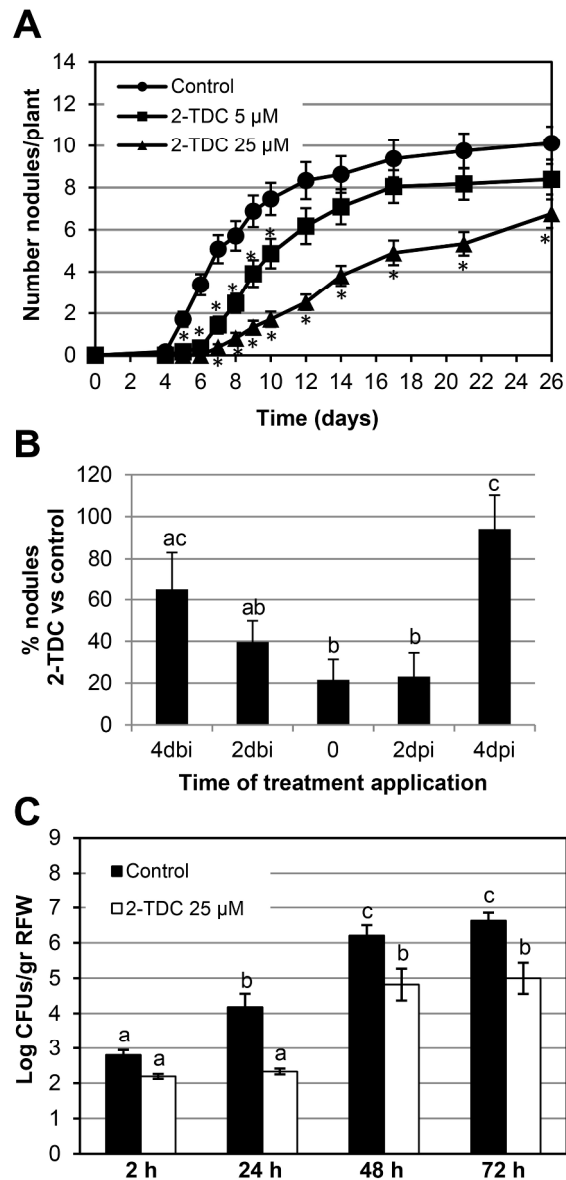 A
14
12
10
8
6
4
2
0
Number nodules/plant
Control
2-TDC 5 µM
2-TDC 25 µM
* * * * * *
* * * * * * * * * *
0 2 4 6 8 10 12 14 16 18 20 22 24 26
Time (days)
B
120
100
80
60
40
20
0
% nodules
2-TDC vs control
ac
ab
b
b
c
4dbi 2dbi 0 2dpi 4dpi
Time of treatment application
C
9
8
7
6
5
4
3
2
1
0
Log CFUs/gr RFW
Control
2-TDC 25 µM
a
a
b
a
c
b
c
b
2 h 24 h 48 h 72 h